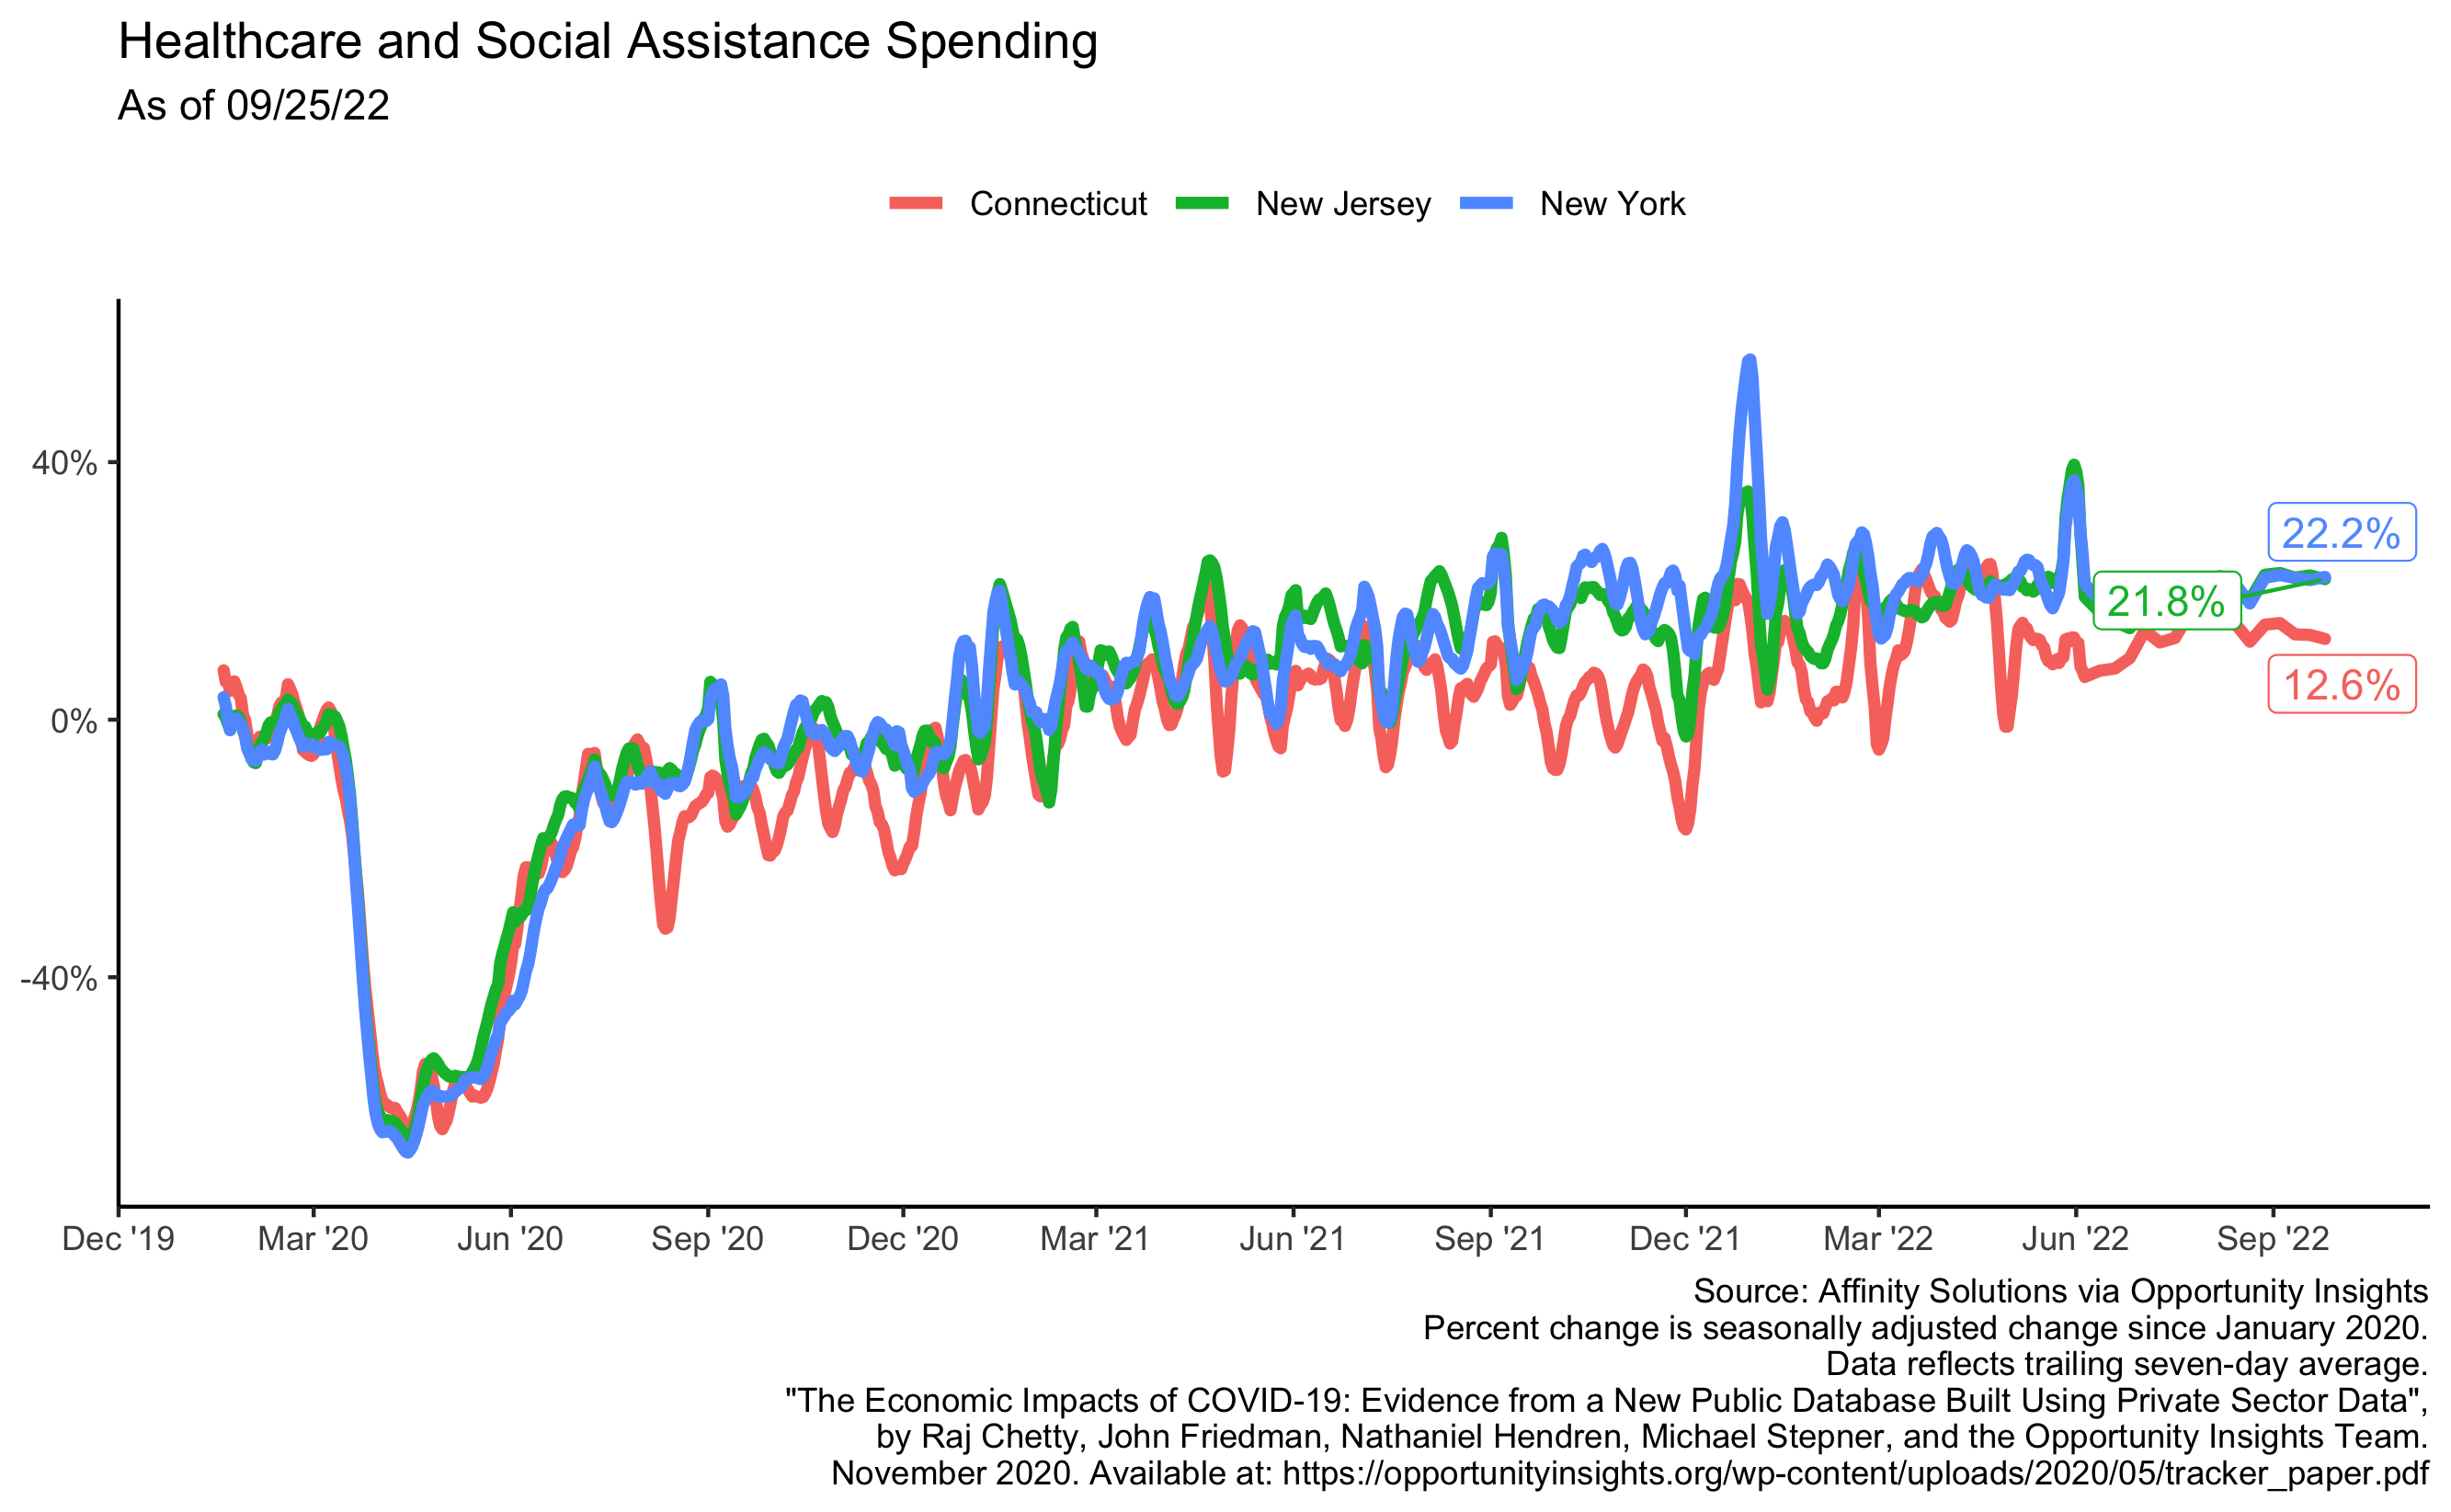 Healthcare and Social Assistance Spending
As of 09/25/22
Connecticut New Jersey New York
40%
0%
-40%
22.2%
21.8%
12.6%
Dec '19 Mar '20 Jun '20 Sep '20 Dec '20 Mar '21 Jun '21 Sep '21 Dec '21 Mar '22 Jun '22 Sep '22
Source: Affinity Solutions via Opportunity Insights
Percent change is seasonally adjusted change since January 2020.
Data reflects trailing seven-day average.
"The Economic Impacts of COVID-19: Evidence from a New Public Database Built Using Private Sector Data",
by Raj Chetty, John Friedman, Nathaniel Hendren, Michael Stepner, and the Opportunity Insights Team.
November 2020. Available at: https://opportunityinsights.org/wp-content/uploads/2020/05/tracker_paper.pdf